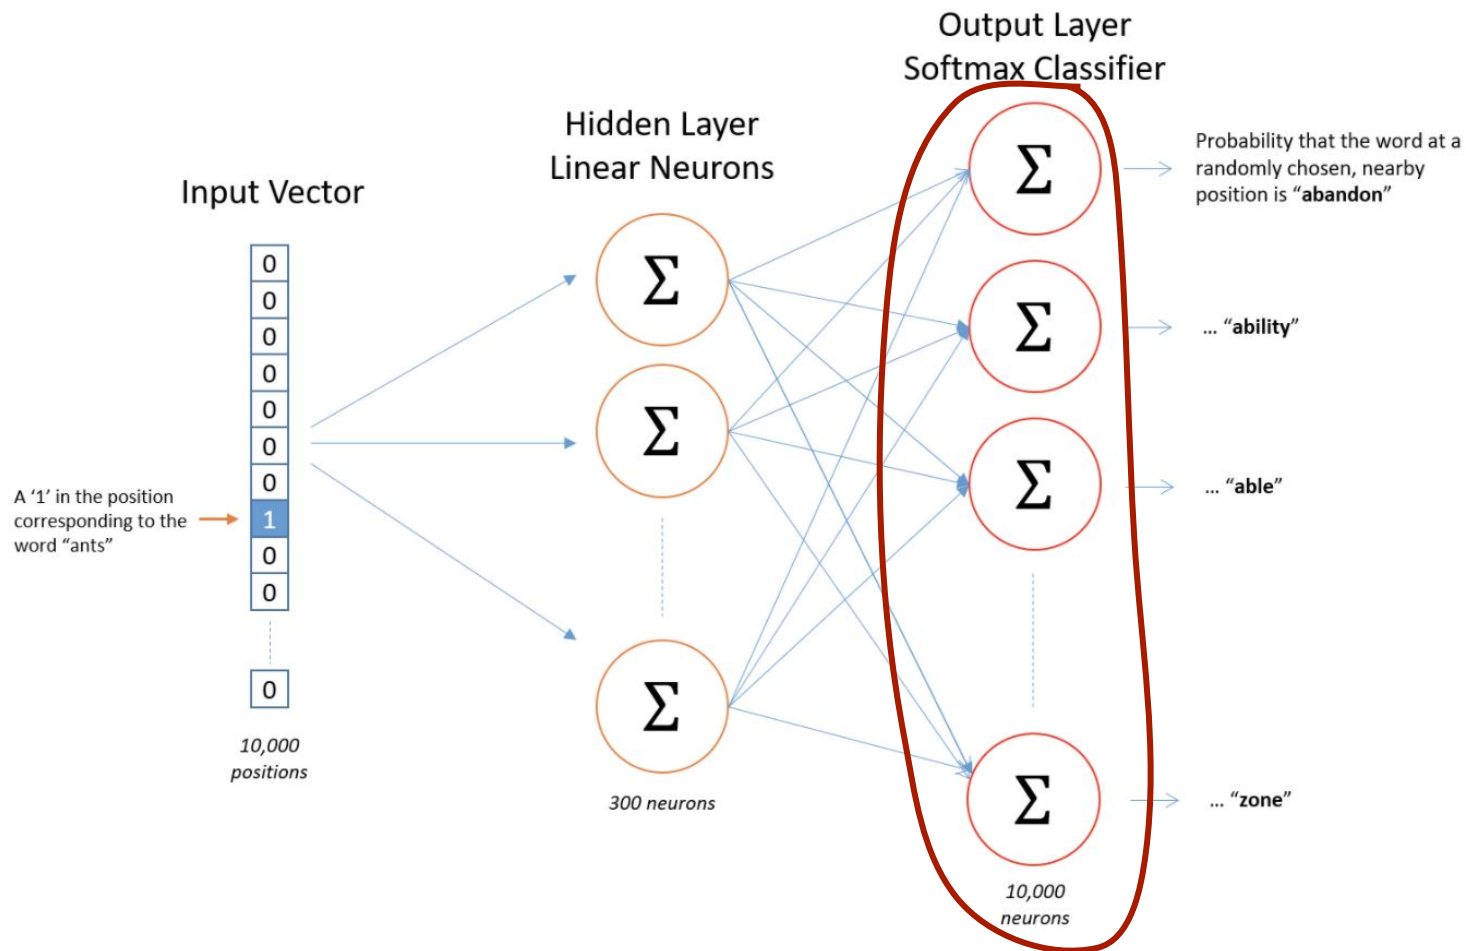 Output Layer
Softmax Classifier
Hidden Layer
Linear Neurons
Input Vector
0
0
0
0
0
0
0
1
0
0
0
A ‘1’ in the position
corresponding to the
word “ants”
10,000
positions
Σ
Σ
Σ
300 neurons
Σ
Σ
Σ
Σ
10,000
neurons
Probability that the word at a
randomly chosen, nearby
position is “abandon”
... “ability”
... “able”
... “zone”